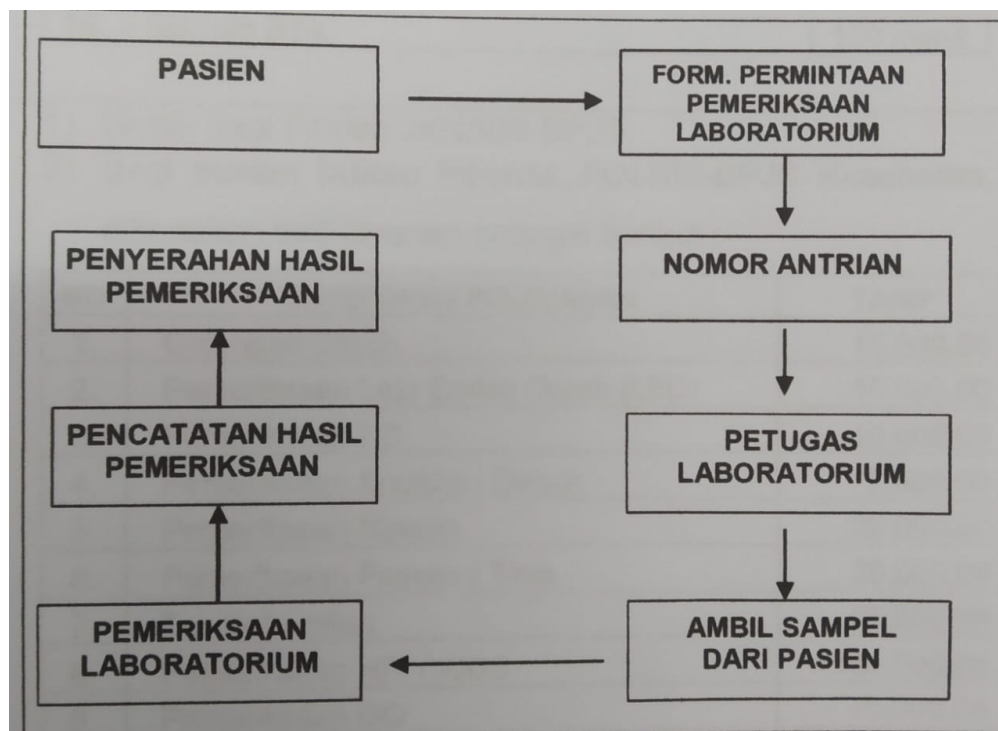 PASIEN
FORM. PERMINTAAN
PEMERIKSAAN
LABORATORIUM
NOMOR ANTRIAN
PETUGAS
LABORATORIUM
AMBIL SAMPEL
DARI PASIEN
PEMERIKSAAN
LABORATORIUM
PENCATATAN HASIL
PEMERIKSAAN
PENYERAHAN HASIL
PEMERIKSAAN